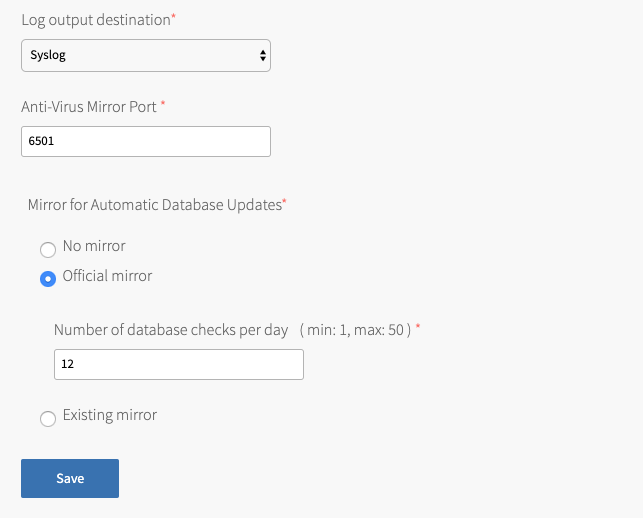 Log output destination*
Syslog
Anti-Virus Mirror Port *
6501
Mirror for Automatic Database Updates*
No mirror
Official mirror
Number of database checks per day ( min: 1, max: 50 ) *
12
Existing mirror
Save